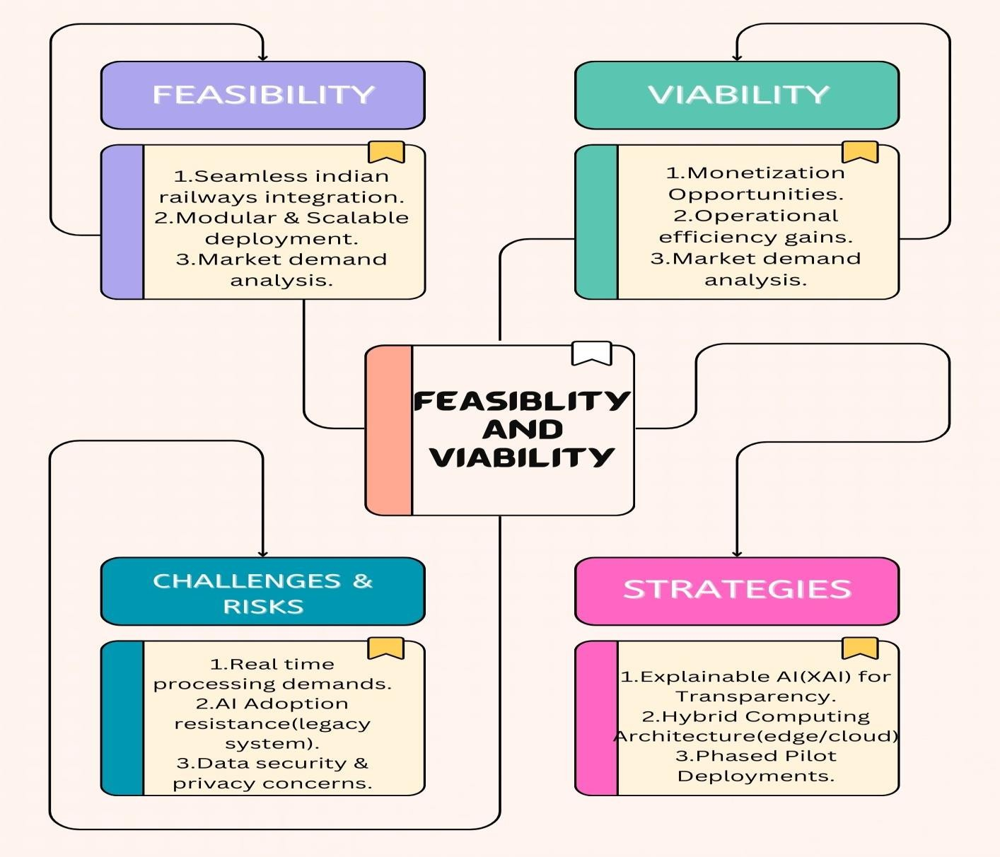 FEASIBILITY
1.Seamless indian
railways integration.
2.Modular & Scalable
deployment.
3.Market demand
analysis.
VIABILITY
1.Monetization
Opportunities.
2.Operational
efficiency gains.
3.Market demand
analysis.
FEASIBLITY
AND
VIABILITY
CHALLENGES &
RISKS
1.Real time
processing demands.
2.AI Adoption
resistance(legacy
system).
3.Data security &
privacy concerns.
STRATEGIES
1.Explainable AI(XAI) for
Transparency.
2.Hybrid Computing
Architecture(edge/cloud)
3.Phased Pilot
Deployments.